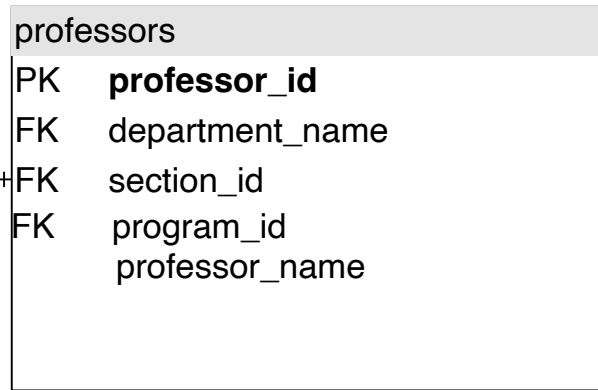 professors
PK professor_id
FK department_name
FK section_id
FK program_id
professor_name